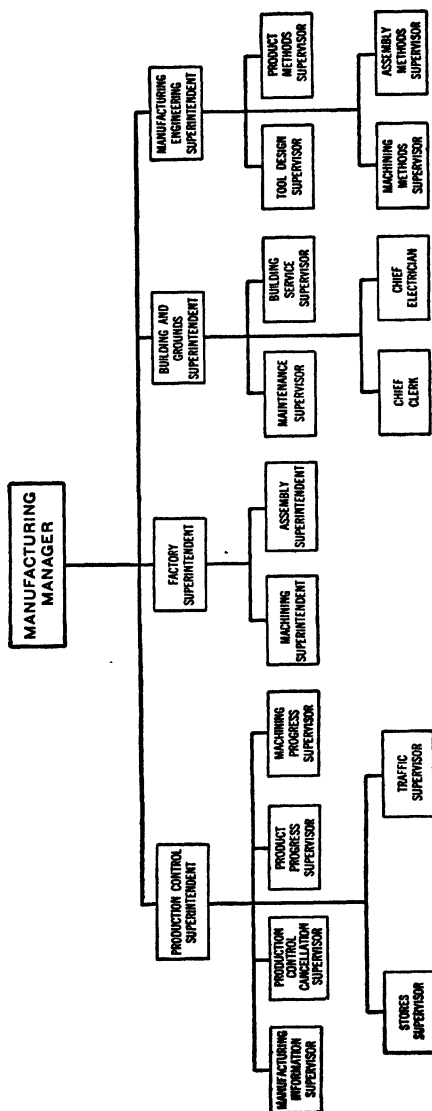 MANUFACTURING
MANAGER
PRODUCTION CONTROL
SUPERINTENDENT
FACTORY
SUPERINTENDENT
BUILDING AND
GROUNDS
SUPERINTENDENT
MANUFACTURING
ENGINEERING
SUPERINTENDENT
MANUFACTURING
INFORMATION
SUPERVISOR
PRODUCTION
CONTROL
CANCELLATION
SUPERVISOR
PRODUCT
PROGRESS
SUPERVISOR
MACHINING
PROGRESS
SUPERVISOR
MACHINING
SUPERINTENDENT
ASSEMBLY
SUPERINTENDENT
MAINTENANCE
SUPERVISOR
BUILDING
SERVICE
SUPERVISOR
TOOL DESIGN
SUPERVISOR
PRODUCT
METHODS
SUPERVISOR
STORES
SUPERVISOR
TRAFFIC
SUPERVISOR
CHIEF
CLERK
CHIEF
ELECTRICIAN
MACHINING
METHODS
SUPERVISOR
ASSEMBLY
METHODS
SUPERVISOR